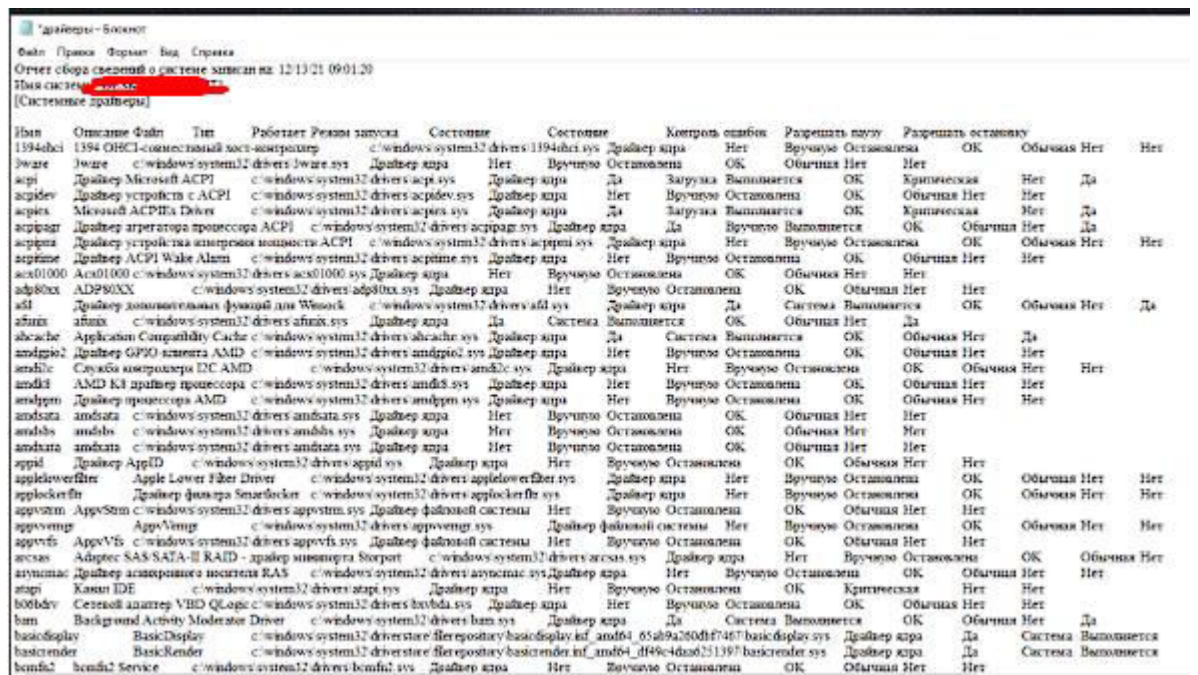 *драйверы – Блокнот
Файл Правка Формат Вид Справка
Отчет сбора сведений о системе записан на: 12/13/21 09:01:20
Имя системы
[Системные драйверы]
Имя Описание Файл Тип Работает Режим запуска Состояние Состояние Контроль ошибок Разрешать паузу Разрешать остановку
1394ohci 1394 OHCI-совместимый хост-контроллер c:\windows\system32\drivers\1394ohci.sys Драйвер ядра Нет Вручную Остановлена OK Обычная Нет Нет
3ware 3ware c:\windows\system32\drivers\3ware.sys Драйвер ядра Нет Вручную Остановлена OK Обычная Нет Нет
acpi Драйвер Microsoft ACPI c:\windows\system32\drivers\acpi.sys Драйвер ядра Да Загрузка Выполняется OK Критическая Нет Да
acpidev Драйвер устройств с ACPI c:\windows\system32\drivers\acpidev.sys Драйвер ядра Нет Вручную Остановлена OK Обычная Нет Нет
acpiex Microsoft ACPIEx Driver c:\windows\system32\drivers\acpiex.sys Драйвер ядра Да Загрузка Выполняется OK Критическая Нет Да
acpipagr Драйвер агрегатора процессора ACPI c:\windows\system32\drivers\acpipagr.sys Драйвер ядра Да Вручную Выполняется OK Обычная Нет Да
acpipmi Драйвер устройства измерения мощности ACPI c:\windows\system32\drivers\acpipmi.sys Драйвер ядра Нет Вручную Остановлена OK Обычная Нет Нет
acpitime Драйвер ACPI Wake Alarm c:\windows\system32\drivers\acpitime.sys Драйвер ядра Нет Вручную Остановлена OK Обычная Нет Нет
acx01000 Acx01000 c:\windows\system32\drivers\acx01000.sys Драйвер ядра Нет Вручную Остановлена OK Обычная Нет Нет
adp80xx ADP80XX c:\windows\system32\drivers\adp80xx.sys Драйвер ядра Нет Вручную Остановлена OK Обычная Нет Нет
afd Драйвер дополнительных функций для Winsock c:\windows\system32\drivers\afd.sys Драйвер ядра Да Система Выполняется OK Обычная Нет Да
afunix afunix c:\windows\system32\drivers\afunix.sys Драйвер ядра Да Система Выполняется OK Обычная Нет Да
ahcache Application Compatibility Cache c:\windows\system32\drivers\ahcache.sys Драйвер ядра Да Система Выполняется OK Обычная Нет Да
amdgpio2 Драйвер GPIO-клиента AMD c:\windows\system32\drivers\amdgpio2.sys Драйвер ядра Нет Вручную Остановлена OK Обычная Нет Нет
amdi2c Служба контроллера I2C AMD c:\windows\system32\drivers\amdi2c.sys Драйвер ядра Нет Вручную Остановлена OK Обычная Нет Нет
amdk8 AMD K8 драйвер процессора c:\windows\system32\drivers\amdk8.sys Драйвер ядра Нет Вручную Остановлена OK Обычная Нет Нет
amdppm Драйвер процессора AMD c:\windows\system32\drivers\amdppm.sys Драйвер ядра Нет Вручную Остановлена OK Обычная Нет Нет
amdsata amdsata c:\windows\system32\drivers\amdsata.sys Драйвер ядра Нет Вручную Остановлена OK Обычная Нет Нет
amdsbs amdsbs c:\windows\system32\drivers\amdsbs.sys Драйвер ядра Нет Вручную Остановлена OK Обычная Нет Нет
amdxata amdxata c:\windows\system32\drivers\amdxata.sys Драйвер ядра Нет Вручную Остановлена OK Обычная Нет Нет
appid Драйвер AppID c:\windows\system32\drivers\appid.sys Драйвер ядра Нет Вручную Остановлена OK Обычная Нет Нет
applelowerfilter Apple Lower Filter Driver c:\windows\system32\drivers\applelowerfilter.sys Драйвер ядра Нет Вручную Остановлена OK Обычная Нет Нет
applockerfltr Драйвер фильтра Smartlocker c:\windows\system32\drivers\applockerfltr.sys Драйвер ядра Нет Вручную Остановлена OK Обычная Нет Нет
appvstrm AppvStrm c:\windows\system32\drivers\appvstrm.sys Драйвер файловой системы Нет Вручную Остановлена OK Обычная Нет Нет
appvvemgr AppvVemgr c:\windows\system32\drivers\appvvemgr.sys Драйвер файловой системы Нет Вручную Остановлена OK Обычная Нет Нет
appvvfs AppvVfs c:\windows\system32\drivers\appvvfs.sys Драйвер файловой системы Нет Вручную Остановлена OK Обычная Нет Нет
arcsas Adaptec SAS/SATA-II RAID - драйвер минипорта Storport c:\windows\system32\drivers\arcsas.sys Драйвер ядра Нет Вручную Остановлена OK Обычная Нет
asyncmac Драйвер асинхронного носителя RAS c:\windows\system32\drivers\asyncmac.sys Драйвер ядра Нет Вручную Остановлена OK Обычная Нет Нет
atapi Канал IDE c:\windows\system32\drivers\atapi.sys Драйвер ядра Нет Вручную Остановлена OK Критическая Нет Нет
b06bdrv Сетевой адаптер VBD QLogic c:\windows\system32\drivers\bxvbda.sys Драйвер ядра Нет Вручную Остановлена OK Обычная Нет Нет
bam Background Activity Moderator Driver c:\windows\system32\drivers\bam.sys Драйвер ядра Да Система Выполняется OK Обычная Нет Да
basicdisplay BasicDisplay c:\windows\system32\driverstore\filerepository\basicdisplay.inf_amd64_65ab9a260dbf7467\basicdisplay.sys Драйвер ядра Да Система Выполняется
basicrender BasicRender c:\windows\system32\driverstore\filerepository\basicrender.inf_amd64_df49c4daa6251397\basicrender.sys Драйвер ядра Да Система Выполняется
bcmfn2 bcmfn2 Service c:\windows\system32\drivers\bcmfn2.sys Драйвер ядра Нет Вручную Остановлена OK Обычная Нет Нет